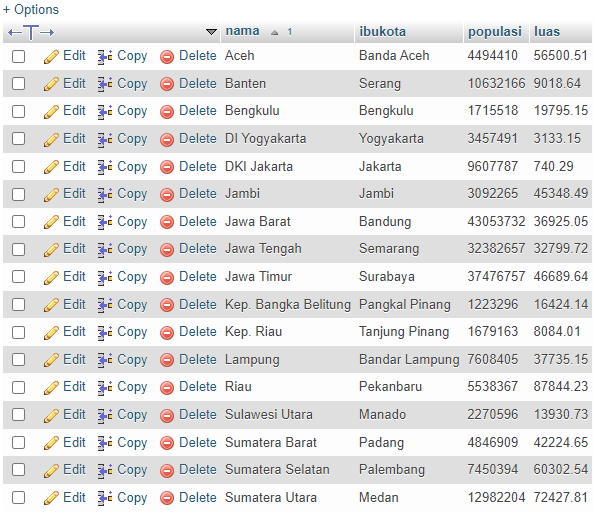 + Options
←T→ nama 1 ibukota populasi luas
Edit Copy Delete Aceh Banda Aceh 4494410 56500.51
Edit Copy Delete Banten Serang 10632166 9018.64
Edit Copy Delete Bengkulu Bengkulu 1715518 19795.15
Edit Copy Delete DI Yogyakarta Yogyakarta 3457491 3133.15
Edit Copy Delete DKI Jakarta Jakarta 9607787 740.29
Edit Copy Delete Jambi Jambi 3092265 45348.49
Edit Copy Delete Jawa Barat Bandung 43053732 36925.05
Edit Copy Delete Jawa Tengah Semarang 32382657 32799.72
Edit Copy Delete Jawa Timur Surabaya 37476757 46689.64
Edit Copy Delete Kep. Bangka Belitung Pangkal Pinang 1223296 16424.14
Edit Copy Delete Kep. Riau Tanjung Pinang 1679163 8084.01
Edit Copy Delete Lampung Bandar Lampung 7608405 37735.15
Edit Copy Delete Riau Pekanbaru 5538367 87844.23
Edit Copy Delete Sulawesi Utara Manado 2270596 13930.73
Edit Copy Delete Sumatera Barat Padang 4846909 42224.65
Edit Copy Delete Sumatera Selatan Palembang 7450394 60302.54
Edit Copy Delete Sumatera Utara Medan 12982204 72427.81